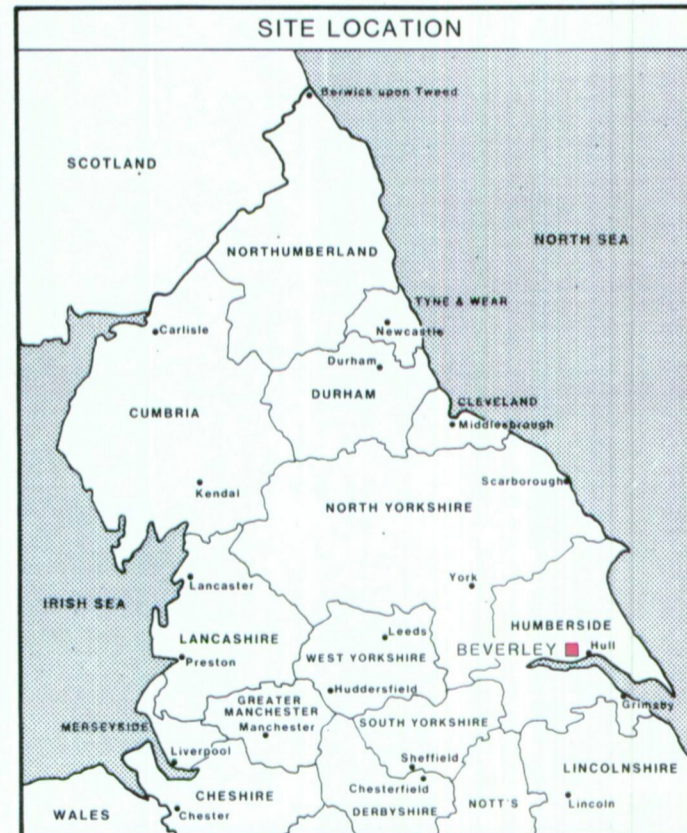 SITE LOCATION
Berwick upon Tweed
SCOTLAND
NORTH SEA
NORTHUMBERLAND
TYNE & WEAR
Newcastle
Carlisle
Durham
DURHAM
CLEVELAND
CUMBRIA
Middlesbrough
Scarborough
Kendal
NORTH YORKSHIRE
York
Lancaster
IRISH SEA
HUMBERSIDE
Leeds
LANCASHIRE
BEVERLEY
Hull
WEST YORKSHIRE
Preston
Huddersfield
GREATER
MANCHESTER
Grimsby
SOUTH YORKSHIRE
MERSEYSIDE
Manchester
Liverpool
Sheffield
LINCOLNSHIRE
Chesterfield
CHESHIRE
NOTT'S
Lincoln
DERBYSHIRE
WALES
Chester